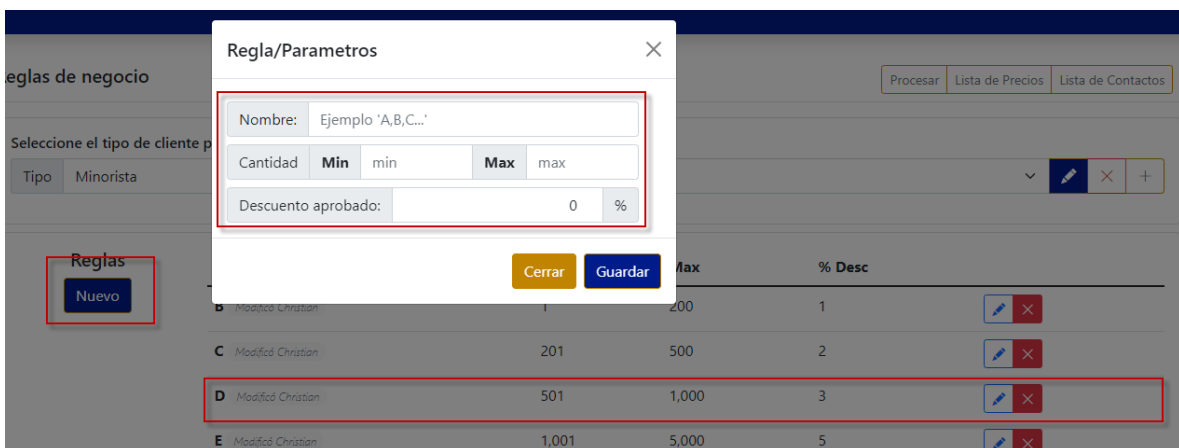 Regla/Parametros
eglas de negocio
Procesar Lista de Precios Lista de Contactos
Nombre: Ejemplo 'A,B,C...'
Seleccione el tipo de cliente p
Cantidad Min min Max max
Tipo Minorista
Descuento aprobado: 0 %
Reglas
Cerrar Guardar
Max % Desc
Nuevo
B Modificó Christian 1 200 1
C Modificó Christian 201 500 2
D Modificó Christian 501 1,000 3
E Modificó Christian 1,001 5,000 5